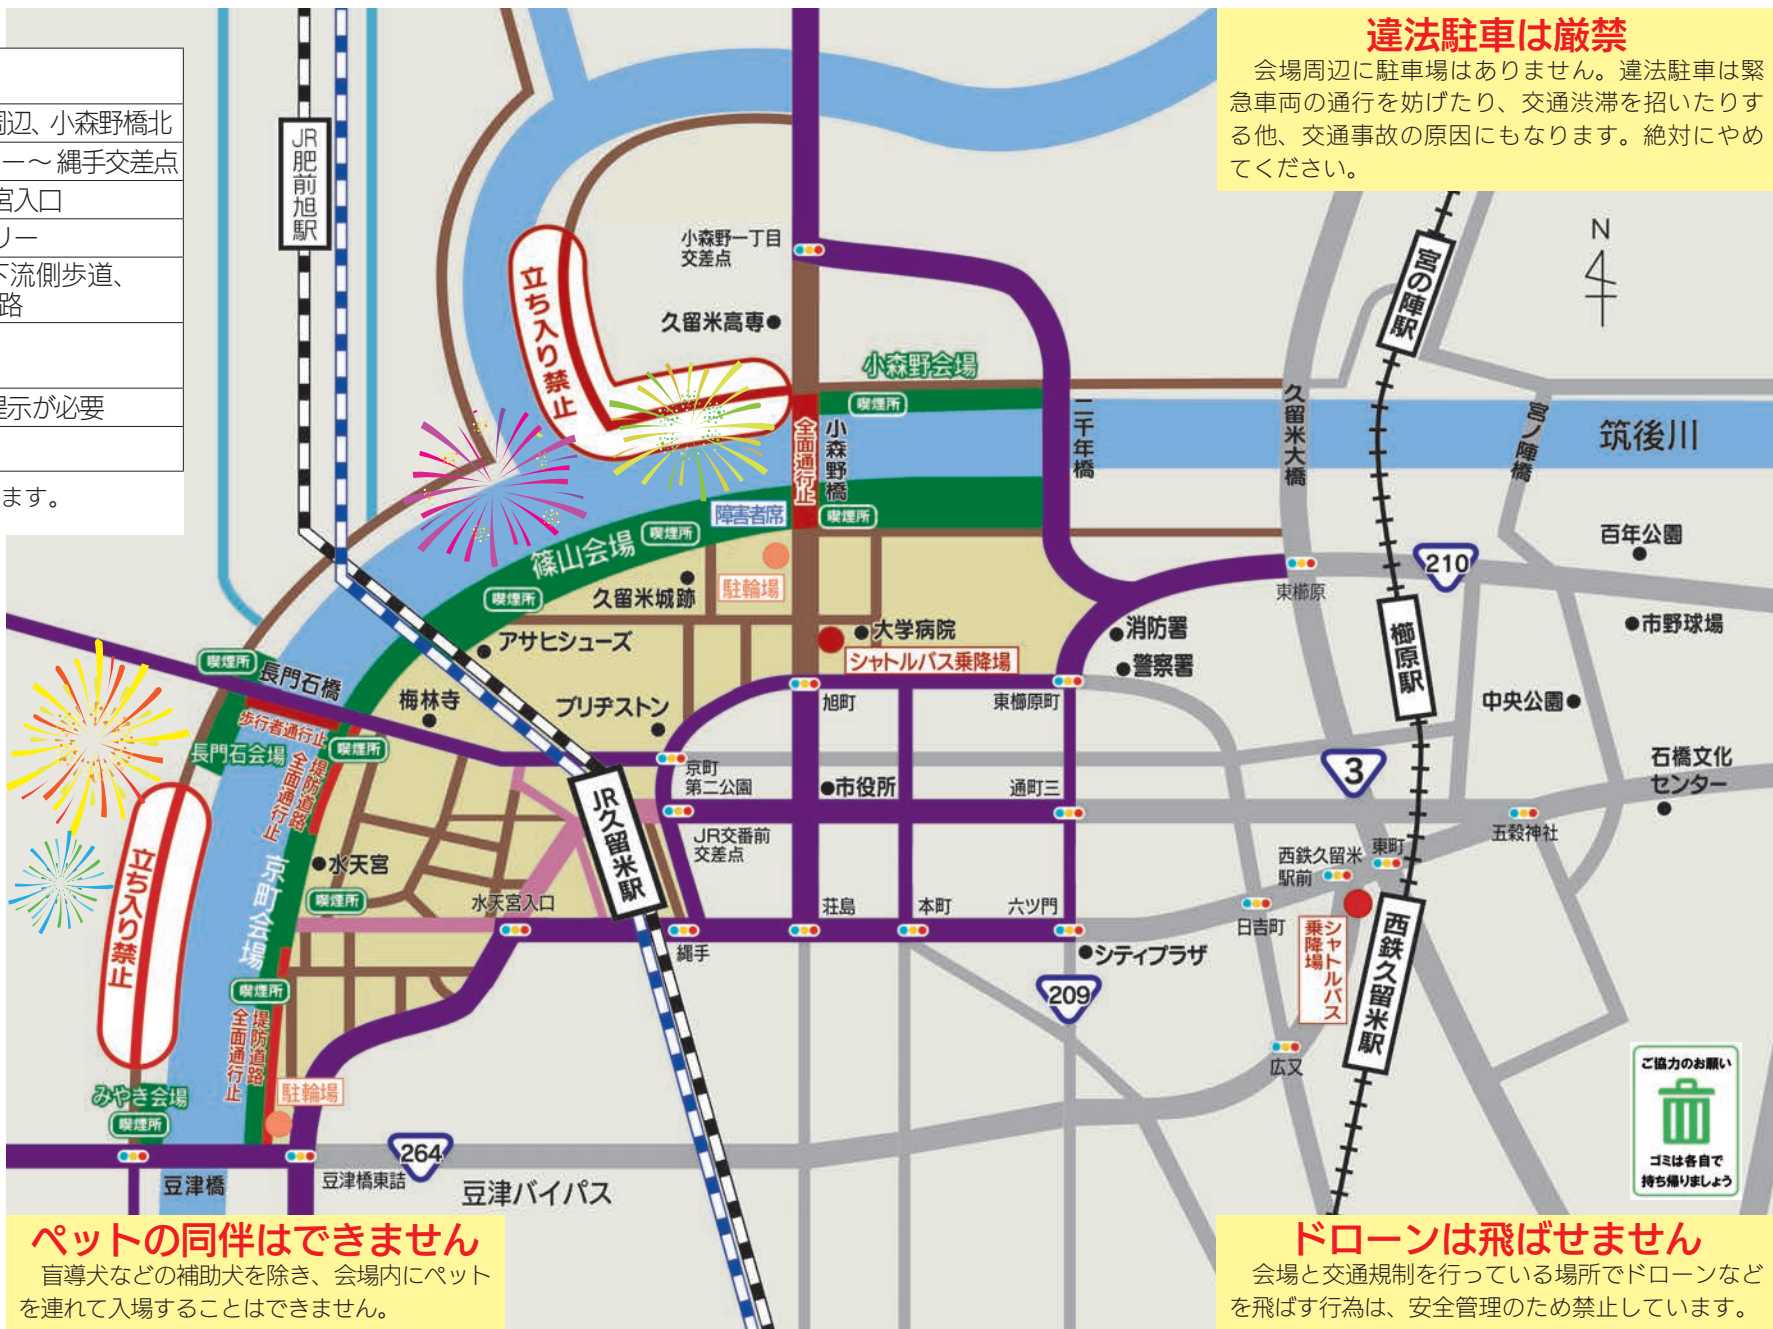 違法駐車は厳禁
会場周辺に駐車場はありません。違法駐車は緊
急車両の通行を妨げたり、交通渋滞を招いたりす
る他、交通事故の原因にもなります。絶対にやめ
てください。
周辺、小森野橋北
ー〜縄手交差点
宮入口
リー
下流側歩道、
路
提示が必要
ます。
JR肥前旭駅
小森野一丁目
交差点
久留米高専
立ち入り禁止
小森野会場
喫煙所
全面通行止
小森野橋
二千年橋
久留米大橋
宮の陣駅
宮ノ陣橋
N
筑後川
障害者席
喫煙所
喫煙所
篠山会場
喫煙所
駐輪場
久留米城跡
アサヒシューズ
大学病院
シャトルバス乗降場
消防署
警察署
東櫛原
210
百年公園
市野球場
櫛原駅
中央公園
石橋文化
センター
喫煙所
長門石橋
梅林寺
ブリヂストン
旭町
東櫛原町
歩行者通行止
喫煙所
長門石会場
堤防道路
全面通行止
京町
第二公園
市役所
通町三
3
JR久留米駅
JR交番前
交差点
五穀神社
立ち入り禁止
京町会場
水天宮
喫煙所
水天宮入口
縄手
荘島
本町
六ツ門
シティプラザ
西鉄久留米
駅前
東町
日吉町
シャトルバス
乗降場
西鉄久留米駅
209
広又
喫煙所
堤防道路
全面通行止
みやき会場
喫煙所
駐輪場
豆津橋
豆津橋東詰
264
豆津バイパス
ご協力のお願い
ゴミは各自で
持ち帰りましょう
ペットの同伴はできません
盲導犬などの補助犬を除き、会場内にペット
を連れて入場することはできません。
ドローンは飛ばせません
会場と交通規制を行っている場所でドローンなど
を飛ばす行為は、安全管理のため禁止しています。